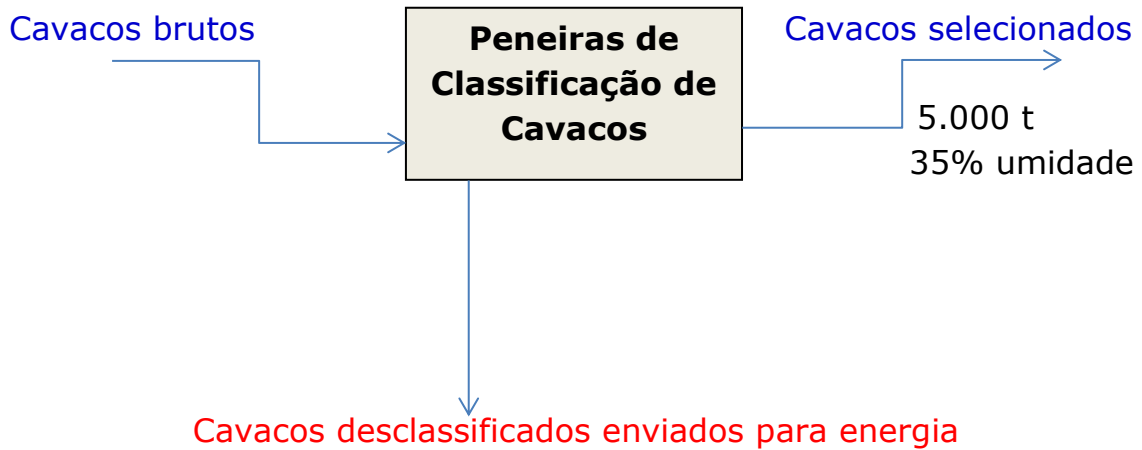 Cavacos brutos
Peneiras de
Classificação de
Cavacos
Cavacos selecionados
5.000 t
35% umidade
Cavacos desclassificados enviados para energia